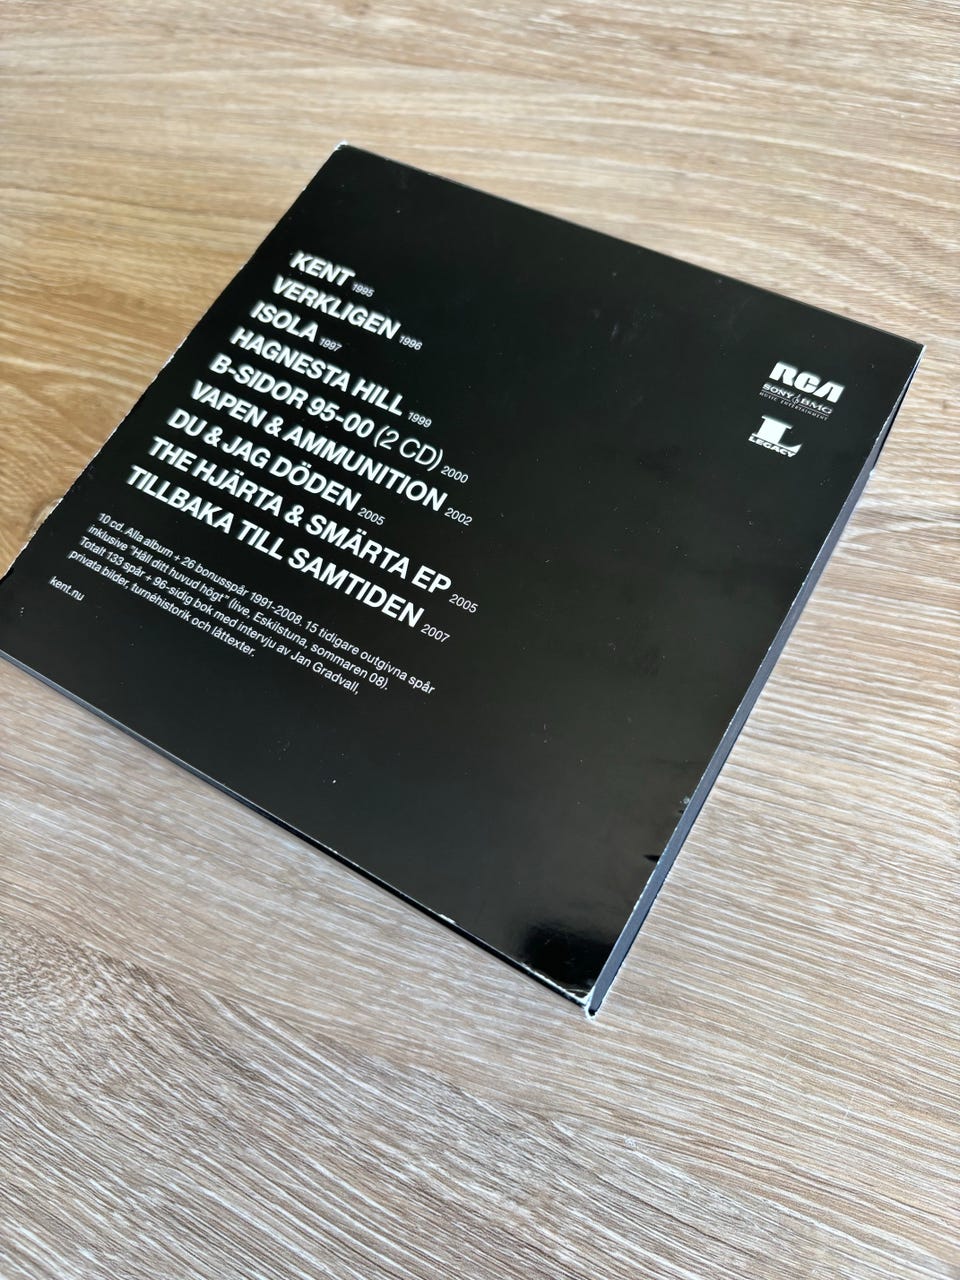 KENT 1995
VERKLIGEN 1996
ISOLA 1997
HAGNESTA HILL 1999
B-SIDOR 95-00 (2 CD) 2000
VAPEN & AMMUNITION 2002
DU & JAG DÖDEN 2005
THE HJÄRTA & SMÄRTA EP 2005
TILLBAKA TILL SAMTIDEN 2007
10 cd. Alla album + 26 bonusspår 1991-2008. 15 tidigare outgivna spår
inklusive "Håll ditt huvud högt" (live, Eskilstuna, sommaren 08).
Totalt 133 spår + 96-sidig bok med intervju av Jan Gradvall,
privata bilder, turnéhistorik och låttexter.
kent.nu
RCA
SONY BMG
MUSIC ENTERTAINMENT
L
LEGACY